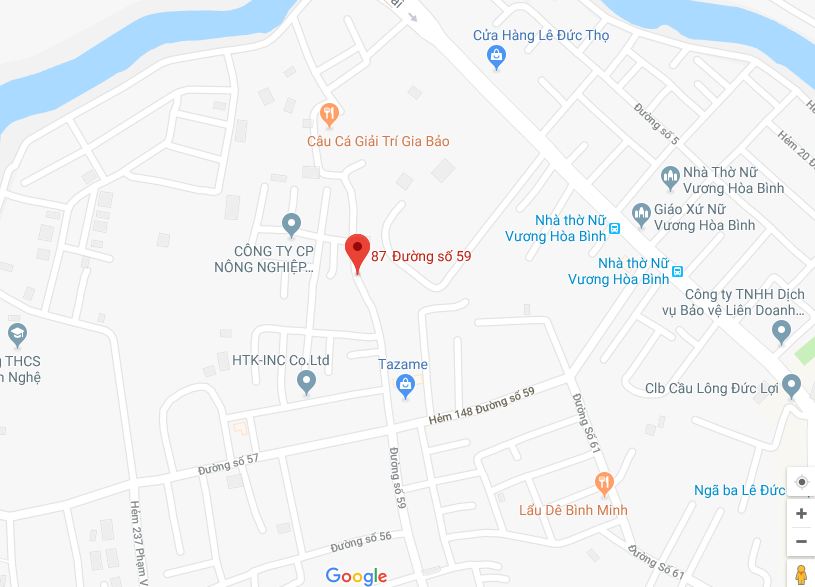 ài
Cửa Hàng Lê Đức Thọ
Đường số 5
Hẻm 20
Câu Cá Giải Trí Gia Bảo
Nhà Thờ Nữ
Vương Hòa Bình
Giáo Xứ Nữ
Vương Hòa Bình
Nhà thờ Nữ
Vương Hòa Bình
Nhà thờ Nữ
Vương Hòa Bình
CÔNG TY CP
NÔNG NGHIỆP...
87 Đường số 59
Công ty TNHH Dịch
vụ Bảo vệ Liên Doanh...
THCS
Nghệ
HTK-INC Co.Ltd
Tazame
Clb Cầu Lông Đức Lợi
Hẻm 148 Đường số 59
Đường Số 61
Đường số 57
Đường số 59
Lẩu Dê Bình Minh
Ngã ba Lê Đức
Hẻm 237 Phạm V
Đường số 56
Đường số 61
Google